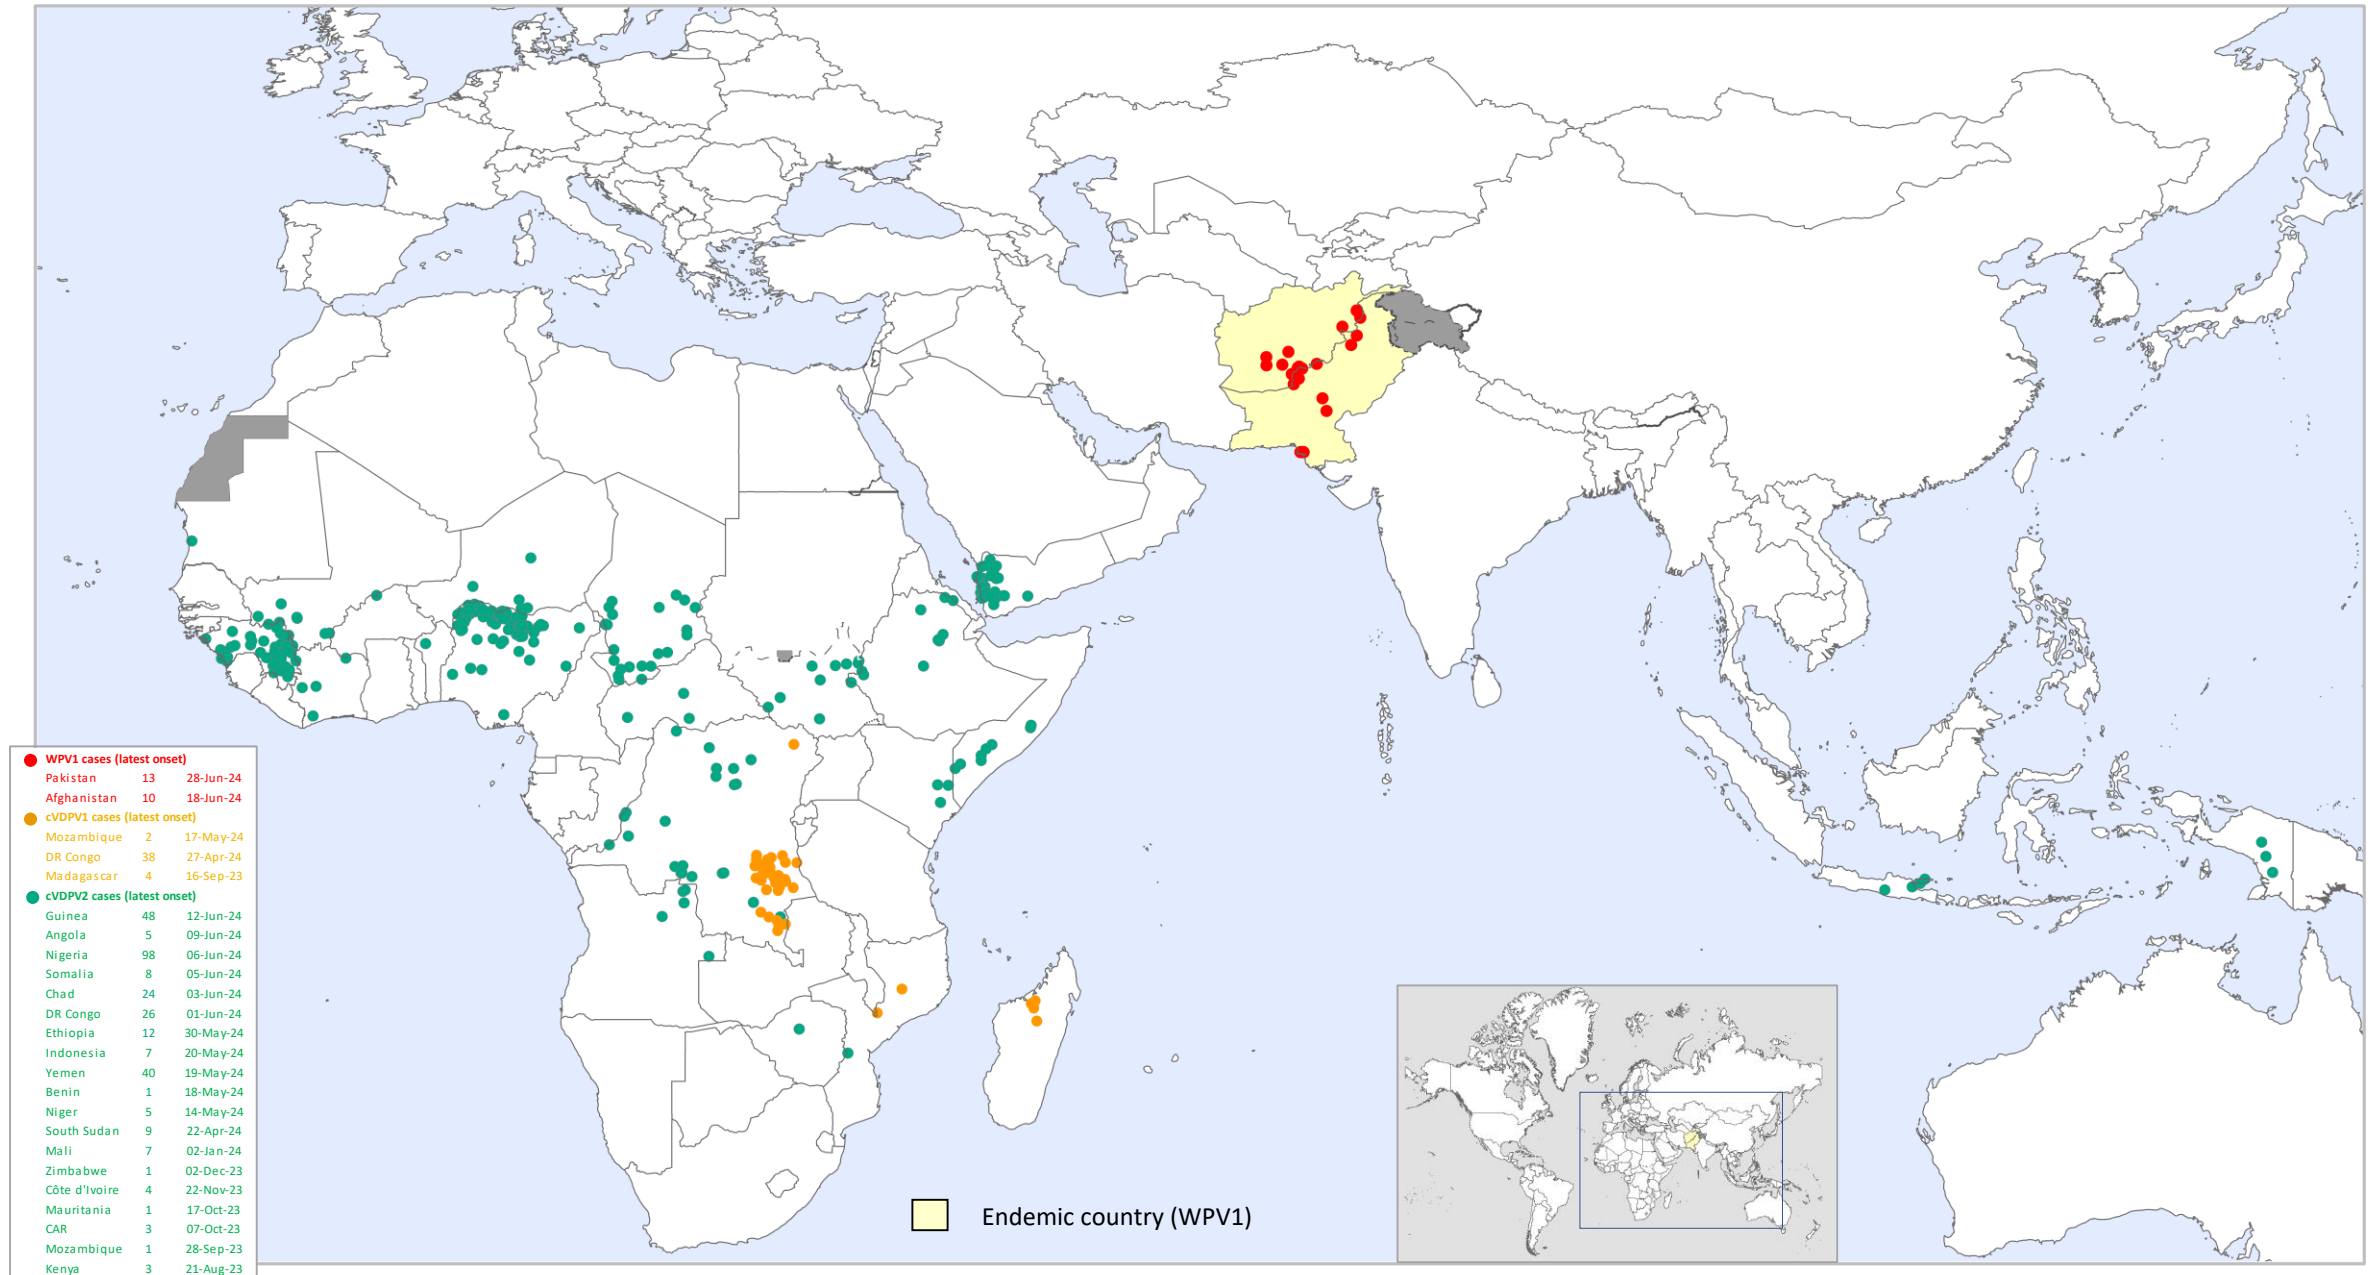 WPV1 cases (latest onset)
Pakistan 13 28-Jun-24
Afghanistan 10 18-Jun-24
cVDPV1 cases (latest onset)
Mozambique 2 17-May-24
DR Congo 38 27-Apr-24
Madagascar 4 16-Sep-23
cVDPV2 cases (latest onset)
Guinea 48 12-Jun-24
Angola 5 09-Jun-24
Nigeria 98 06-Jun-24
Somalia 8 05-Jun-24
Chad 24 03-Jun-24
DR Congo 26 01-Jun-24
Ethiopia 12 30-May-24
Indonesia 7 20-May-24
Yemen 40 19-May-24
Benin 1 18-May-24
Niger 5 14-May-24
South Sudan 9 22-Apr-24
Mali 7 02-Jan-24
Zimbabwe 1 02-Dec-23
Côte d'Ivoire 4 22-Nov-23
Mauritania 1 17-Oct-23
CAR 3 07-Oct-23
Mozambique 1 28-Sep-23
Kenya 3 21-Aug-23
Endemic country (WPV1)